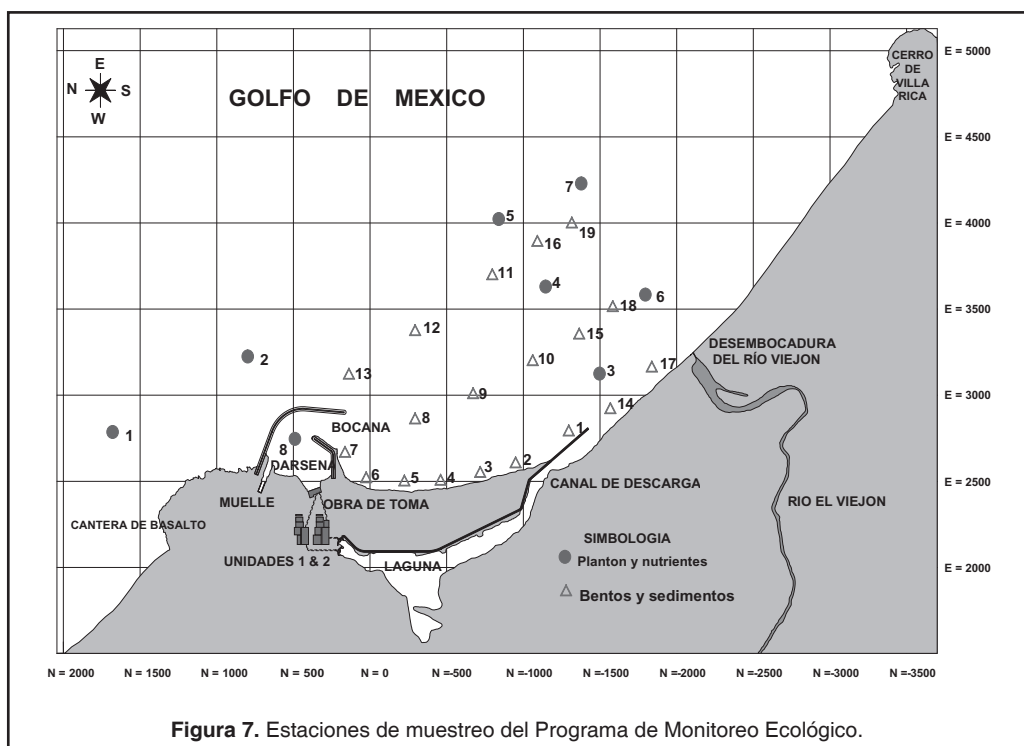 E
N S
W
GOLFO DE MEXICO
CERRO
DE
VILLA
RICA
E = 5000
E = 4500
E = 4000
E = 3500
E = 3000
E = 2500
E = 2000
7
5
19
16
11
4
6
18
12
15
2
10
DESEMBOCADURA
DEL RÍO VIEJON
13
3
17
9
14
1
8
BOCANA
8
7
1
DARSENA
6
5
4
3
2
MUELLE
OBRA DE TOMA
CANAL DE DESCARGA
CANTERA DE BASALTO
RIO EL VIEJON
UNIDADES 1 & 2
LAGUNA
SIMBOLOGIA
Planton y nutrientes
Bentos y sedimentos
N = 2000 N = 1500 N = 1000 N = 500 N = 0 N =-500 N =-1000 N =-1500 N =-2000 N =-2500 N =-3000 N =-3500
Figura 7. Estaciones de muestreo del Programa de Monitoreo Ecológico.